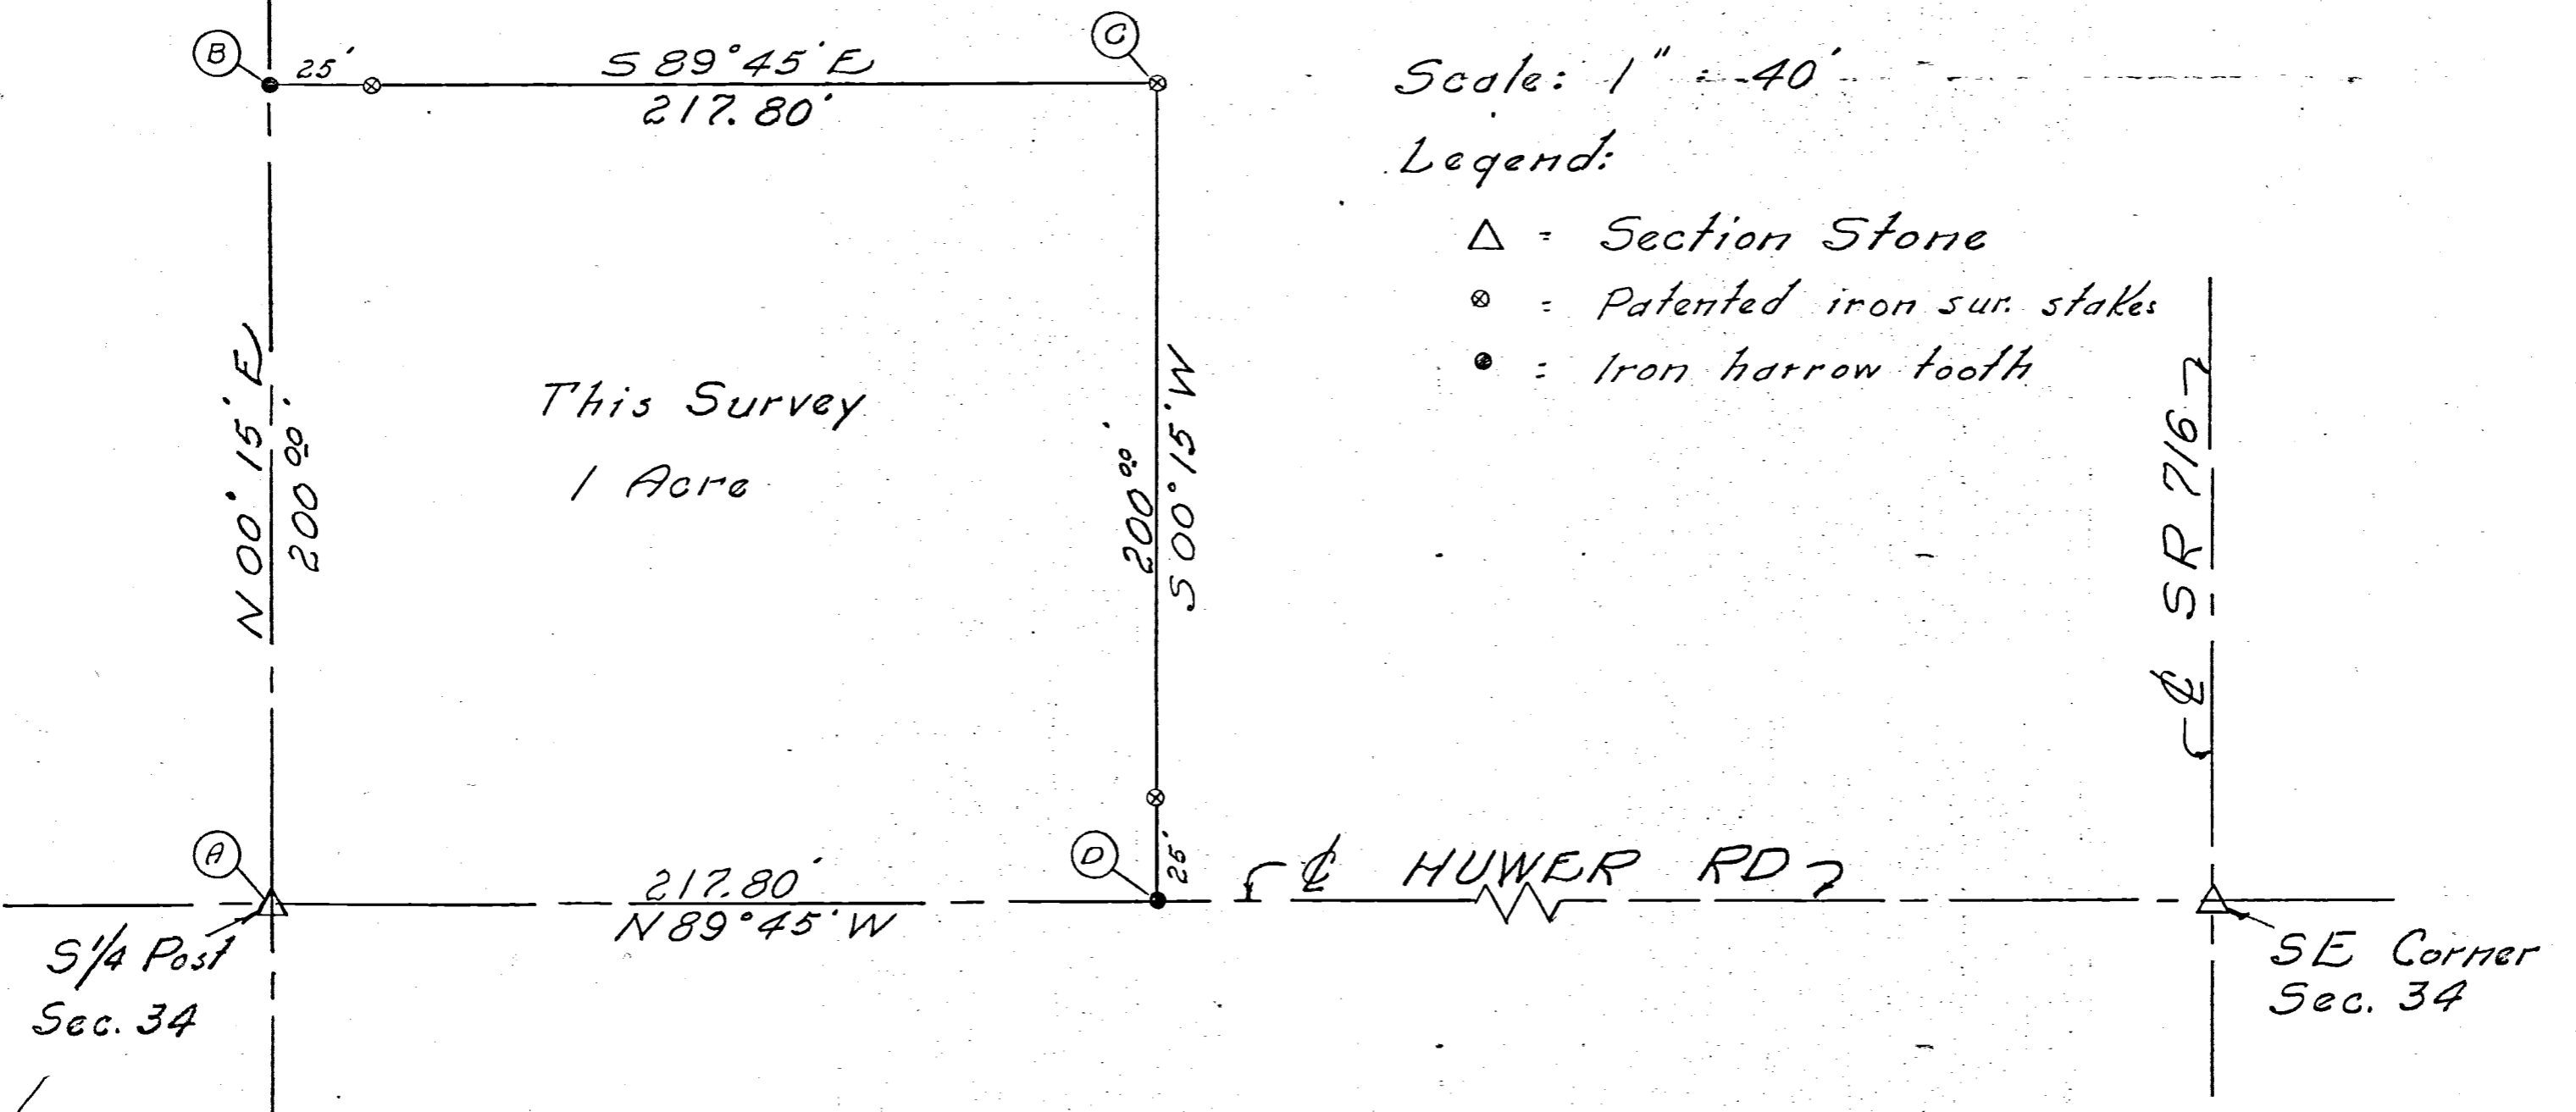 B
25'
S 89°45' E
217.80'
C
Scale: 1" = 40'
Legend:
△ = Section Stone
⊗ = Patented iron sur. stakes
● = Iron harrow tooth
N 00° 15' E
200.00'
This Survey
1 Acre
200.00'
S 00° 15' W
℄ SR 716
A
217.80'
N 89°45' W
D
25'
℄ HUWER RD
S 1/4 Post
Sec. 34
SE Corner
Sec. 34